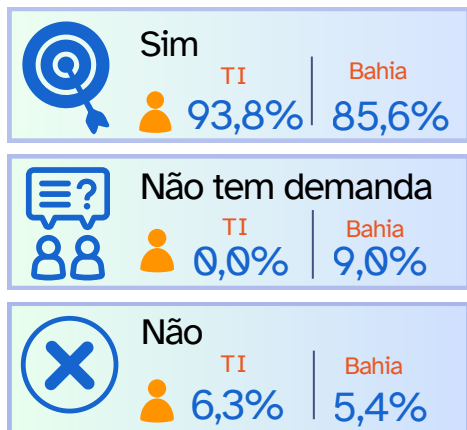 Sim
TI Bahia
93,8% 85,6%
?
Não tem demanda
TI Bahia
0,0% 9,0%
Não
TI Bahia
6,3% 5,4%